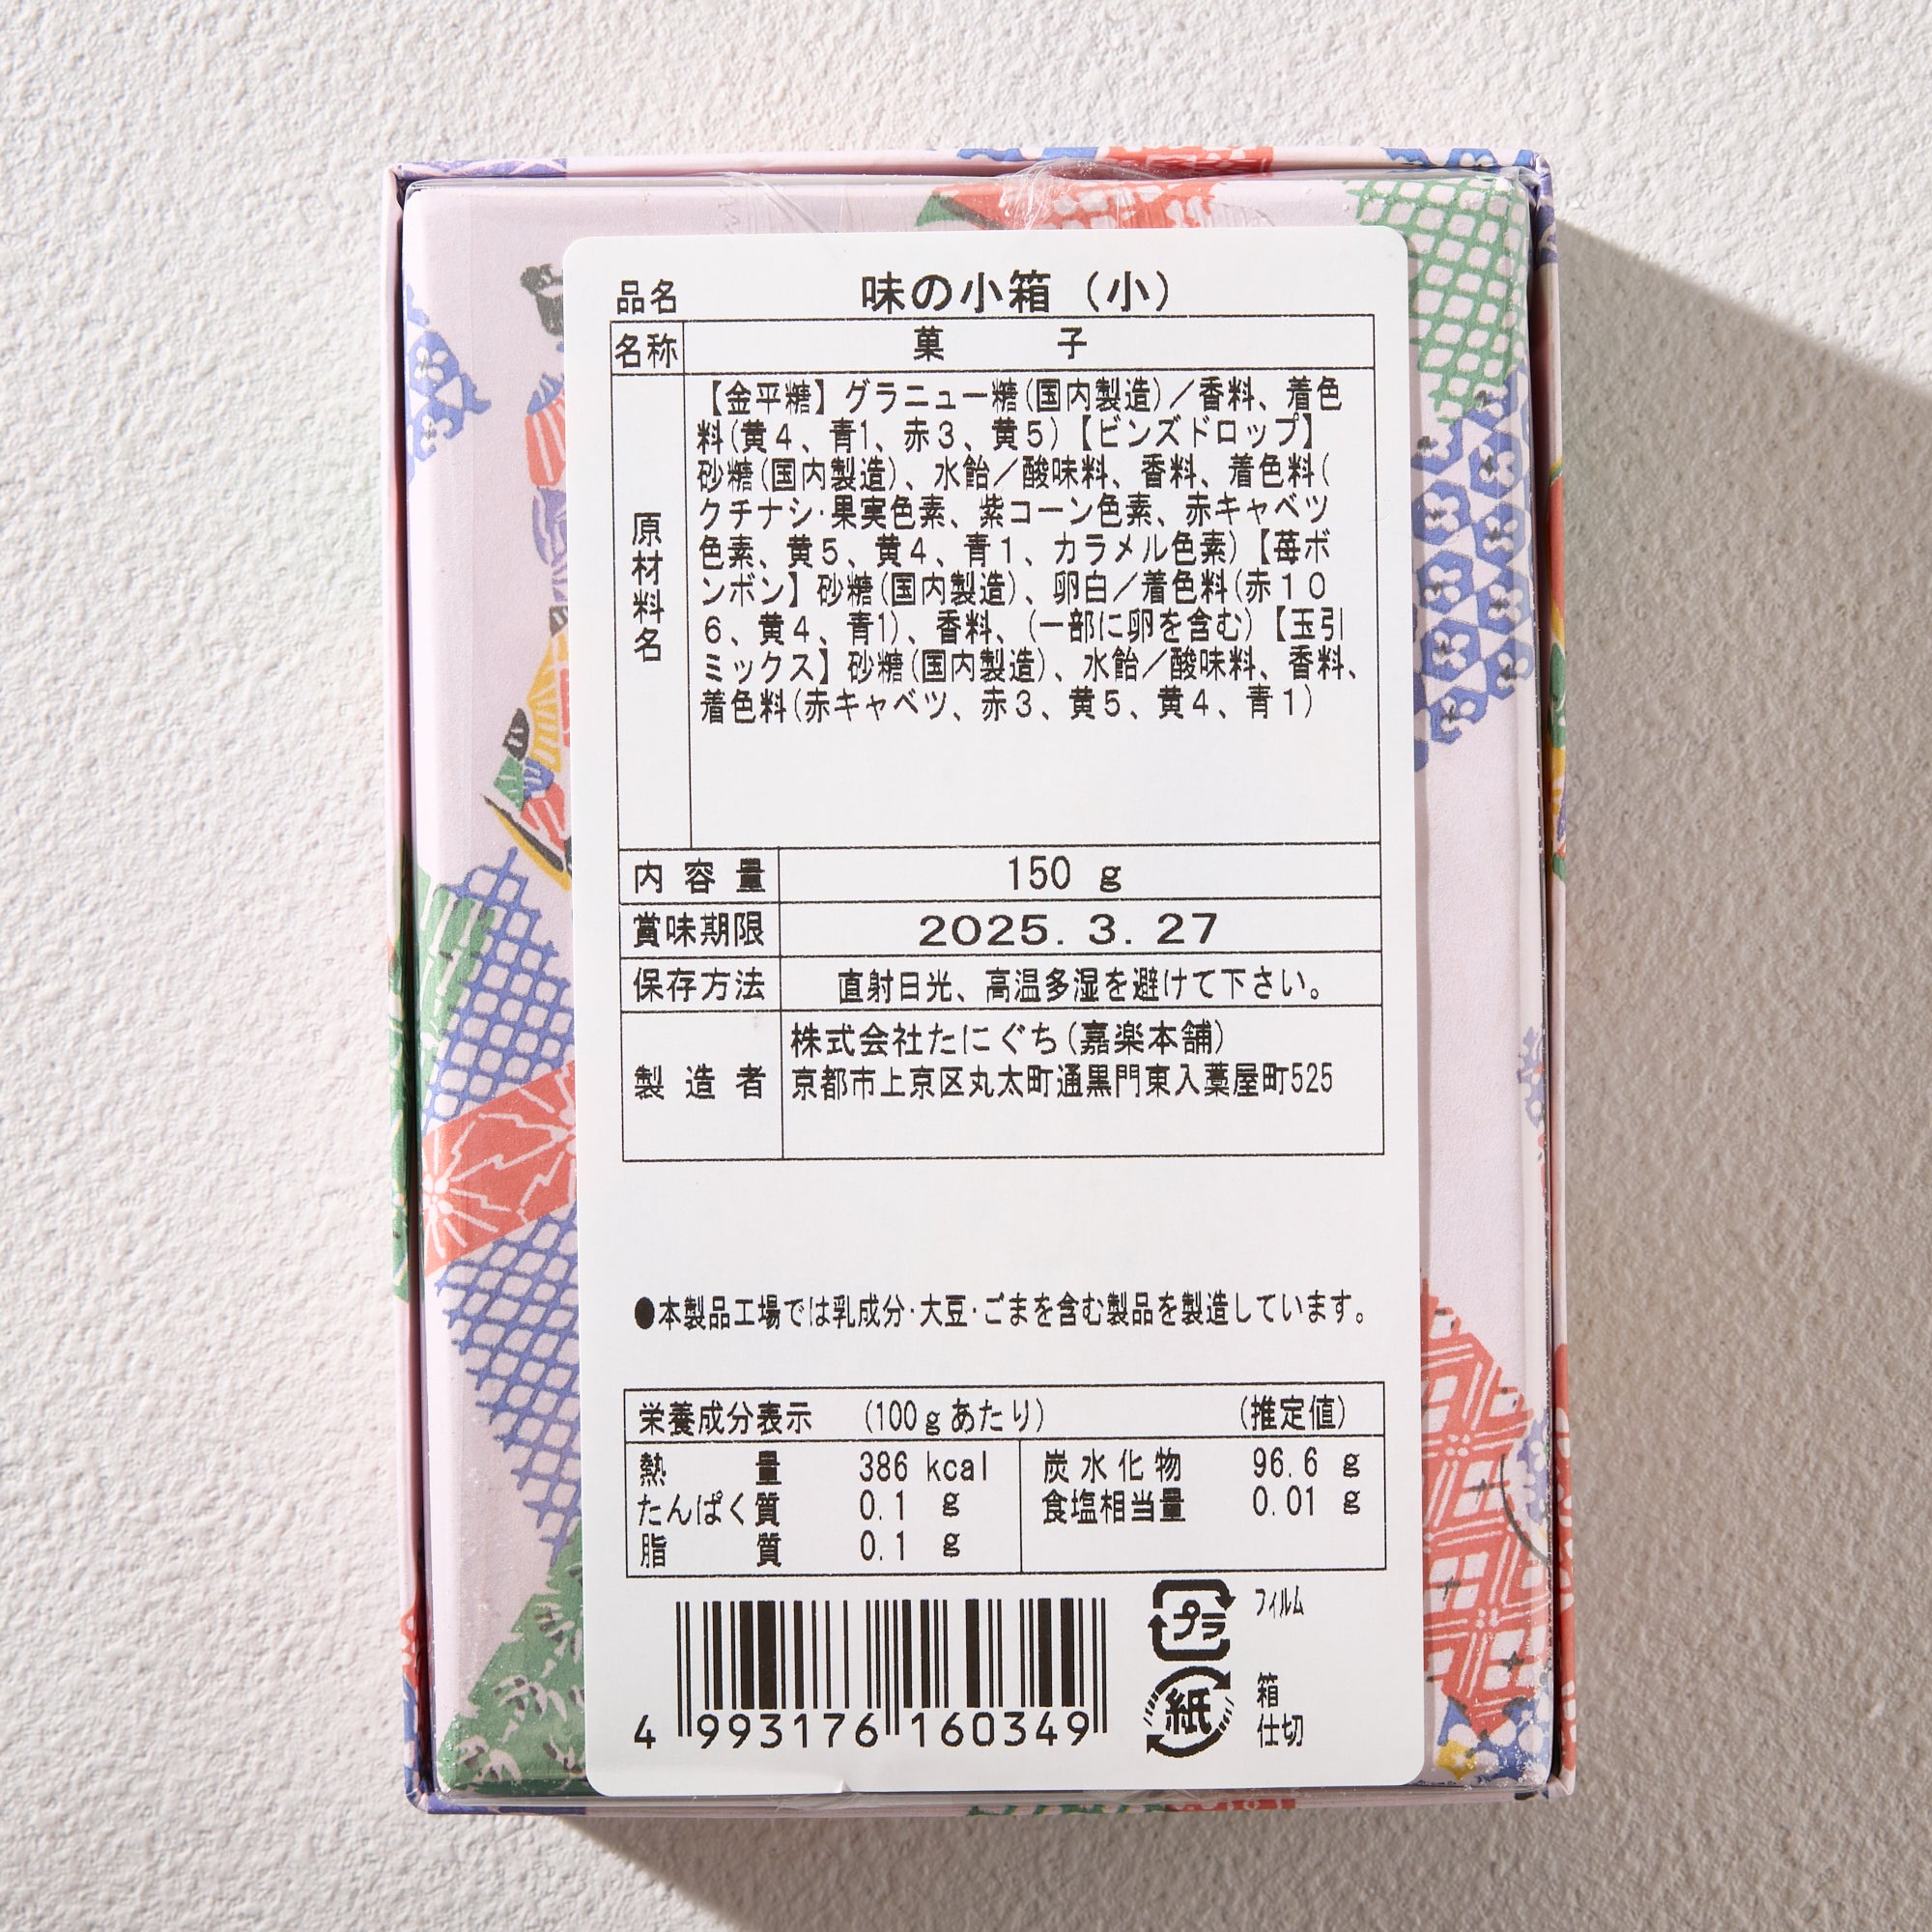 品名 味の小箱（小）
名称 菓子
原材料名
【金平糖】グラニュー糖(国内製造)／香料、着色
料(黄４、青1、赤３、黄５)【ビンズドロップ】
砂糖(国内製造)、水飴／酸味料、香料、着色料(
クチナシ･果実色素、紫コーン色素、赤キャベツ
色素、黄５、黄４、青１、カラメル色素)【苺ボ
ンボン】砂糖(国内製造)、卵白／着色料(赤１０
６、黄４、青1)、香料、(一部に卵を含む)【玉引
ミックス】砂糖(国内製造)、水飴／酸味料、香料、
着色料(赤キャベツ、赤３、黄５、黄４、青１)
内容量 150 g
賞味期限 2025. 3. 27
保存方法 直射日光、高温多湿を避けて下さい。
製造者
株式会社たにぐち(嘉楽本舗)
京都市上京区丸太町通黒門東入藁屋町525
●本製品工場では乳成分･大豆･ごまを含む製品を製造しています。
栄養成分表示 (100gあたり) (推定値)
熱量 386 kcal 炭水化物 96.6 g
たんぱく質 0.1 g 食塩相当量 0.01 g
脂質 0.1 g
プラ フィルム
紙 箱
仕切
4 993176 160349